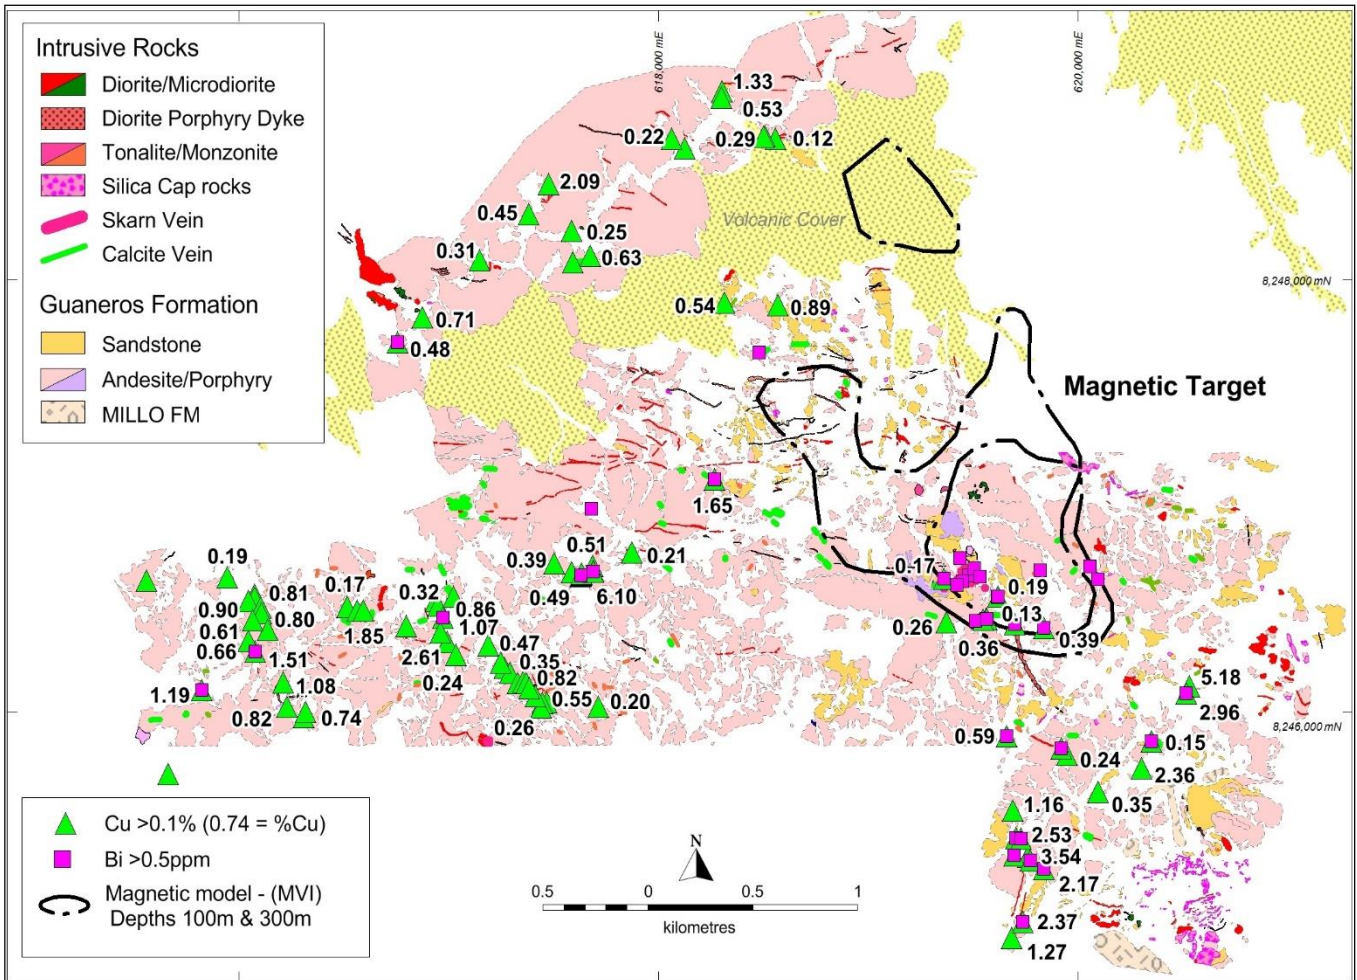 Intrusive Rocks
Diorite/Microdiorite
Diorite Porphyry Dyke
Tonalite/Monzonite
Silica Cap rocks
Skarn Vein
Calcite Vein
Guaneros Formation
Sandstone
Andesite/Porphyry
MILLO FM
618,000 mE
620,000 mE
1.33
0.53
0.22
0.29
0.12
2.09
0.45
Volcanic Cover
0.25
0.31
0.63
8,248,000 mN
0.54
0.89
0.71
0.48
Magnetic Target
1.65
0.19
0.39
0.51
0.21
0.17
0.81
0.17
0.32
0.49
6.10
0.19
0.90
0.86
0.80
0.13
0.61
1.85
1.07
0.26
0.36
0.39
0.66
0.47
1.51
2.61
0.35
1.19
1.08
0.24
0.82
5.18
0.55
0.20
2.96
0.82
0.74
0.26
8,246,000 mN
0.59
0.15
0.24
2.36
0.35
1.16
2.53
3.54
2.17
2.37
1.27
Cu >0.1% (0.74 = %Cu)
Bi >0.5ppm
Magnetic model - (MVI)
Depths 100m & 300m
N
0.5 0 0.5 1
kilometres